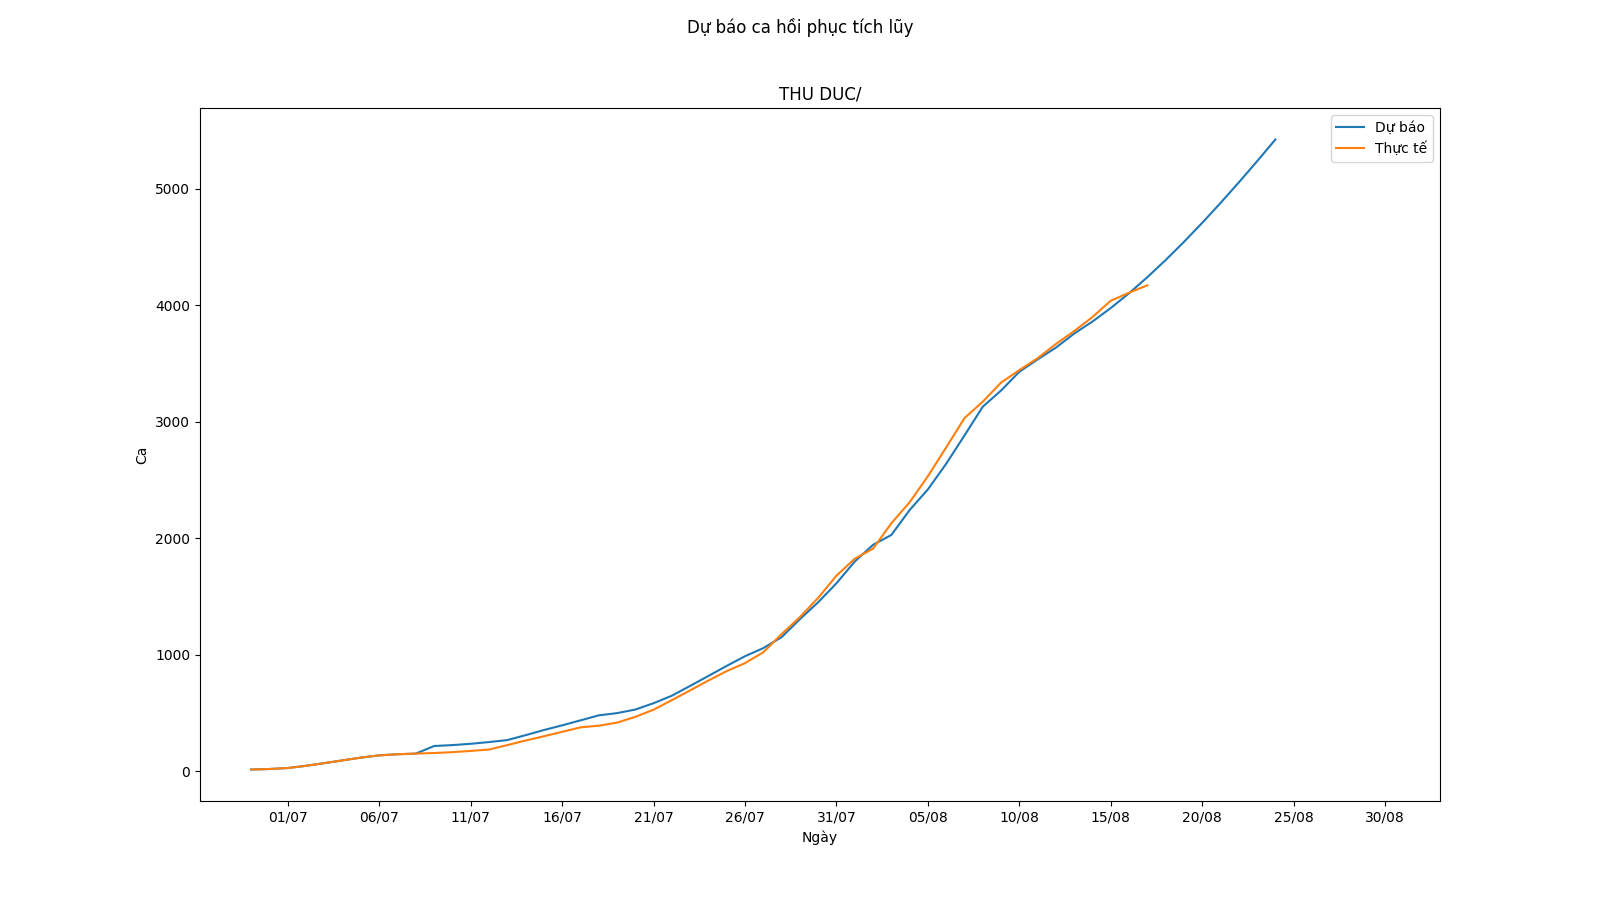 Dự báo ca hồi phục tích lũy
THU DUC/
Dự báo
Thực tế
5000
4000
3000
2000
1000
0
Ca
01/07 06/07 11/07 16/07 21/07 26/07 31/07 05/08 10/08 15/08 20/08 25/08 30/08
Ngày